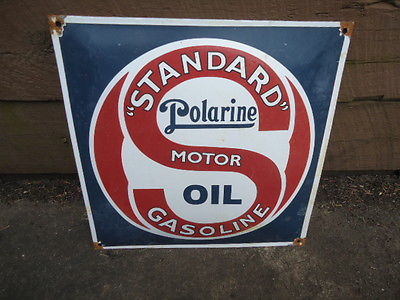 "STANDARD"
Polarine
MOTOR
OIL
GASOLINE